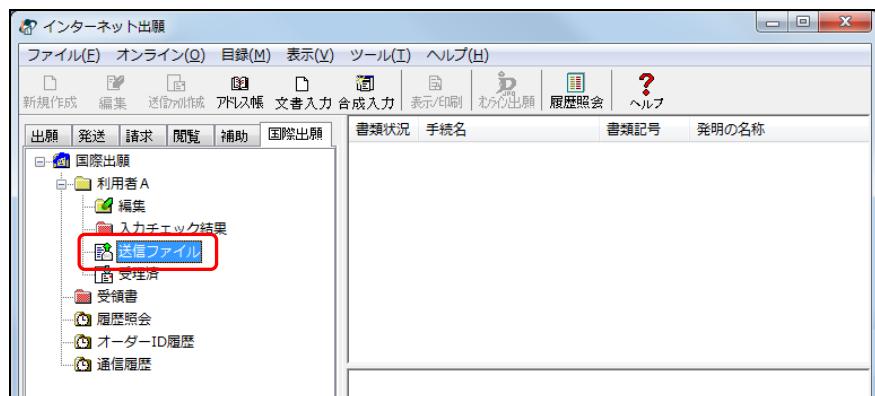 インターネット出願
ファイル(F) オンライン(O) 目録(M) 表示(V) ツール(T) ヘルプ(H)
新規作成 編集 送信ファイル作成 アドレス帳 文書入力 合成入力 表示/印刷 オンライン出願 履歴照会 ヘルプ
出願 発送 請求 閲覧 補助 国際出願
書類状況 手続名 書類記号 発明の名称
国際出願
利用者A
編集
入力チェック結果
送信ファイル
受理済
受領書
履歴照会
オーダーID履歴
通信履歴